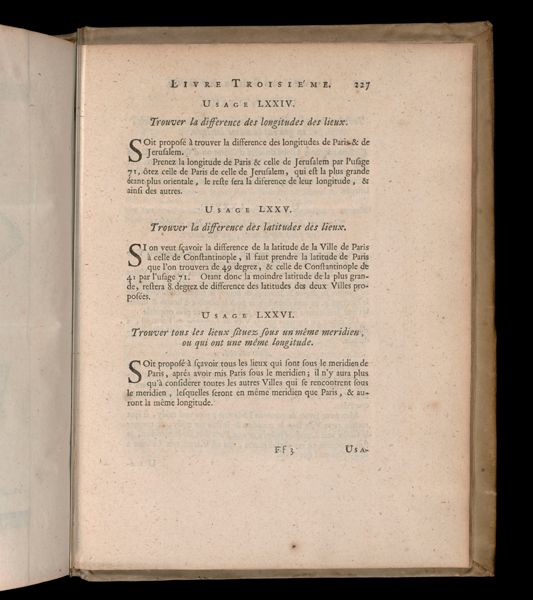 LIVRE TROISIÉME. 227
USAGE LXXIV.
Trouver la difference des longitudes des lieux.
SOit proposé à trouver la difference des longitudes de Paris & de
Jerusalem.
Prenez la longitude de Paris & celle de Jerusalem par l'usage
71, ôtez celle de Paris de celle de Jerusalem, qui est la plus grande
étant plus orientale, le reste sera la diference de leur longitude, &
ainsi des autres.
USAGE LXXV.
Trouver la difference des latitudes des lieux.
SI on veut sçavoir la difference de la latitude de la Ville de Paris
à celle de Constantinople, il faut prendre la latitude de Paris
que l'on trouvera de 49 degrez, & celle de Constantinople de
41 par l'usage 71. Otant donc la moindre latitude de la plus gran-
de, restera 8 degrez de difference des latitudes des deux Villes pro-
posées.
USAGE LXXVI.
Trouver tous les lieux situez sous un même meridien,
ou qui ont une même longitude.
SOit proposé à sçavoir tous les lieux qui sont sous le meridien de
Paris, aprés avoir mis Paris sous le meridien; il n'y aura plus
qu'à considerer toutes les autres Villes qui se rencontrent sous
le meridien, lesquelles seront en même meridien que Paris, & au-
ront la même longitude.
Ff 3 USA-